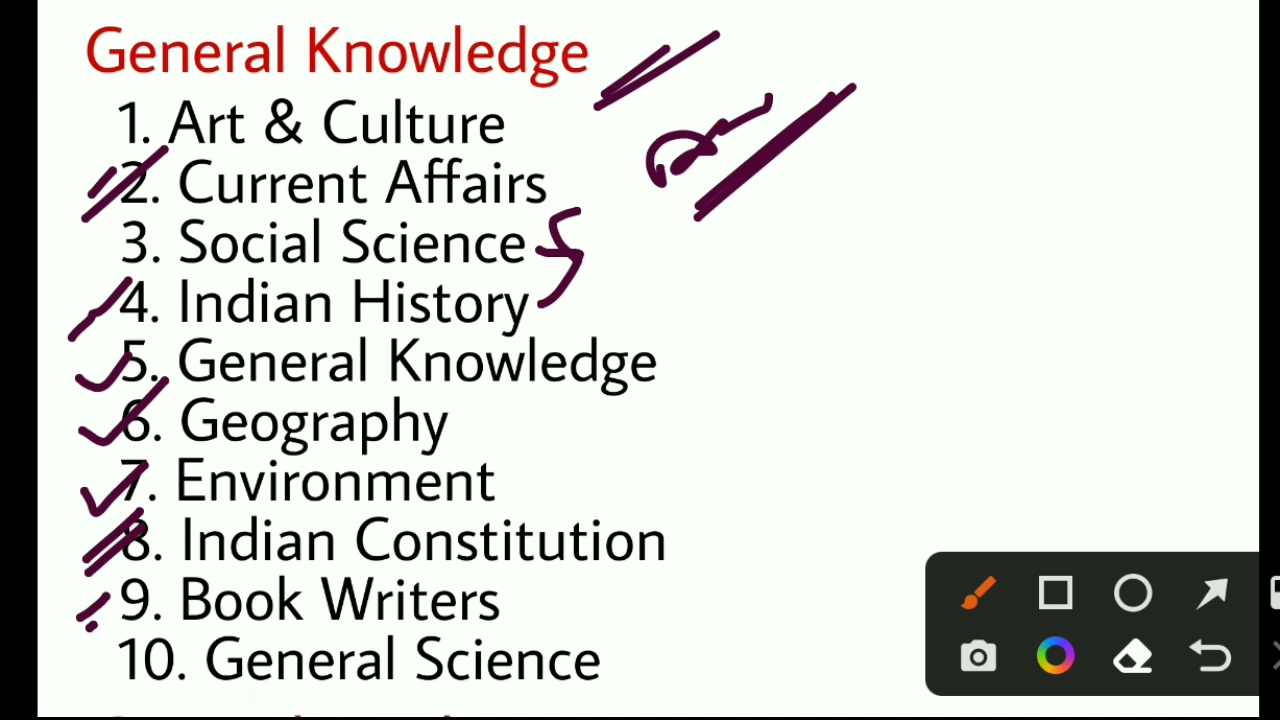 General Knowledge
1. Art & Culture
2. Current Affairs
3. Social Science
4. Indian History
5. General Knowledge
6. Geography
7. Environment
8. Indian Constitution
9. Book Writers
10. General Science